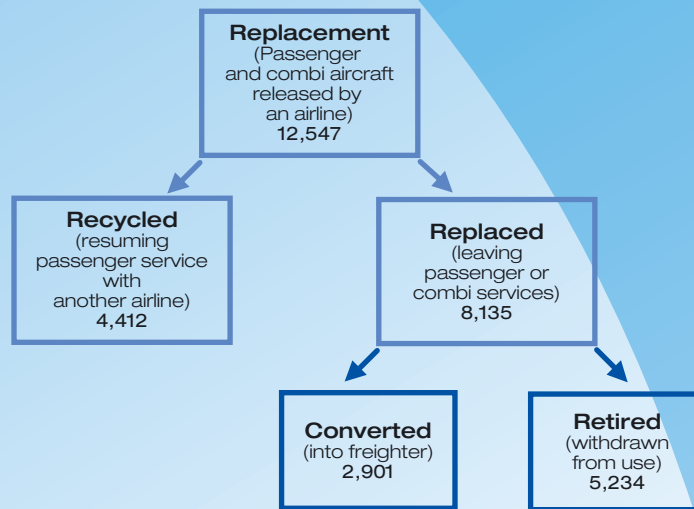 Replacement
(Passenger
and combi aircraft
released by
an airline)
12,547
Recycled
(resuming
passenger service
with
another airline)
4,412
Replaced
(leaving
passenger or
combi services)
8,135
Converted
(into freighter)
2,901
Retired
(withdrawn
from use)
5,234